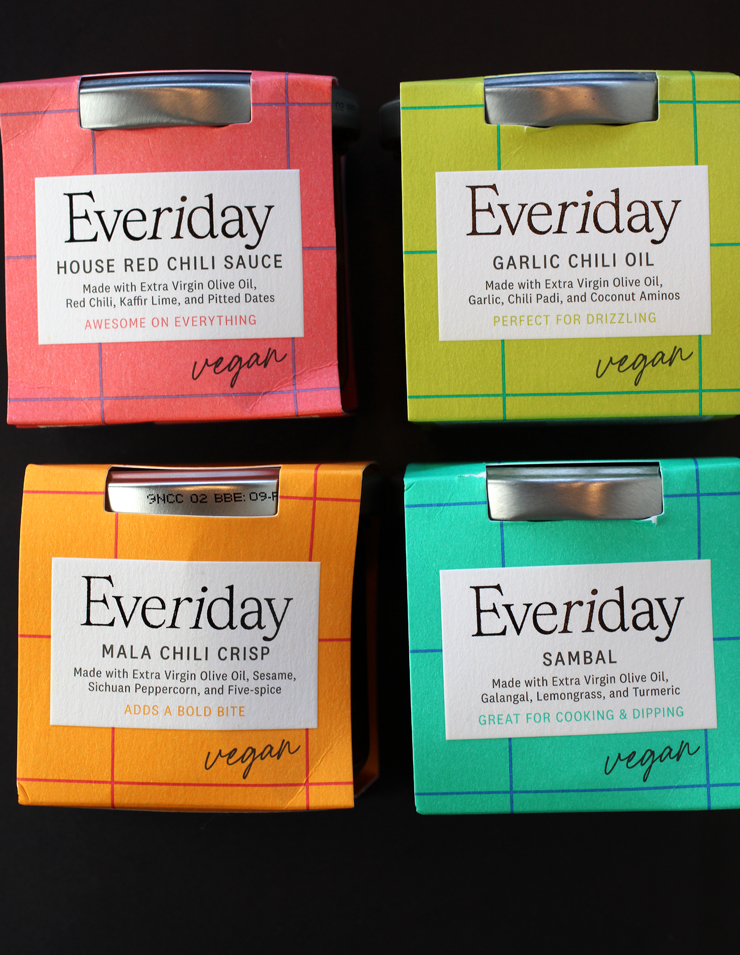 Everiday
HOUSE RED CHILI SAUCE
Made with Extra Virgin Olive Oil,
Red Chili, Kaffir Lime, and Pitted Dates
AWESOME ON EVERYTHING
vegan
Everiday
GARLIC CHILI OIL
Made with Extra Virgin Olive Oil,
Garlic, Chili Padi, and Coconut Aminos
PERFECT FOR DRIZZLING
vegan
9NCC 02 BBE: 09-F
Everiday
MALA CHILI CRISP
Made with Extra Virgin Olive Oil, Sesame,
Sichuan Peppercorn, and Five-spice
ADDS A BOLD BITE
vegan
Everiday
SAMBAL
Made with Extra Virgin Olive Oil,
Galangal, Lemongrass, and Turmeric
GREAT FOR COOKING & DIPPING
vegan